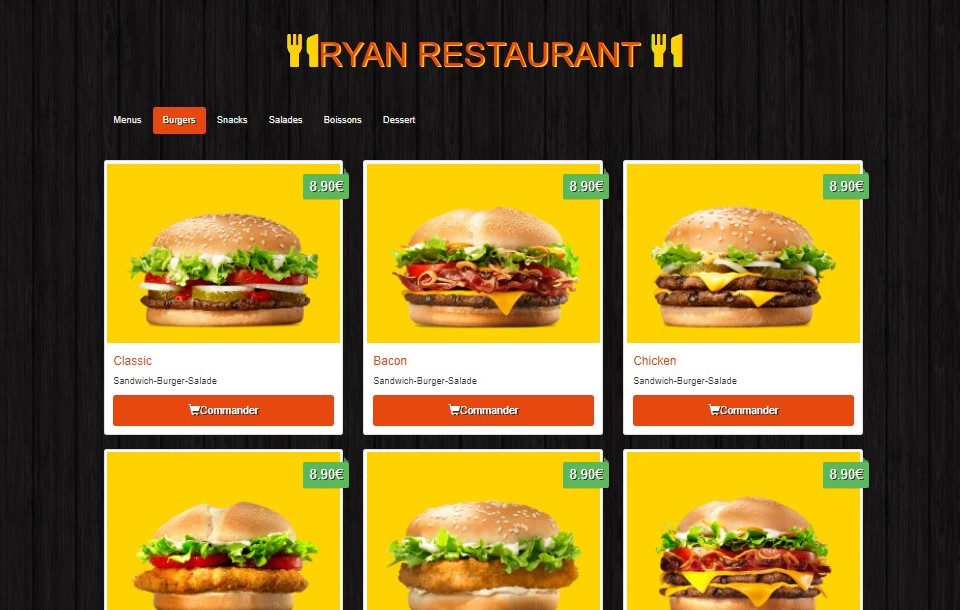 RYAN RESTAURANT
Menus Burgers Snacks Salades Boissons Dessert
8.90€ 8.90€ 8.90€
Classic Bacon Chicken
Sandwich-Burger-Salade Sandwich-Burger-Salade Sandwich-Burger-Salade
Commander Commander Commander
8.90€ 8.90€ 8.90€